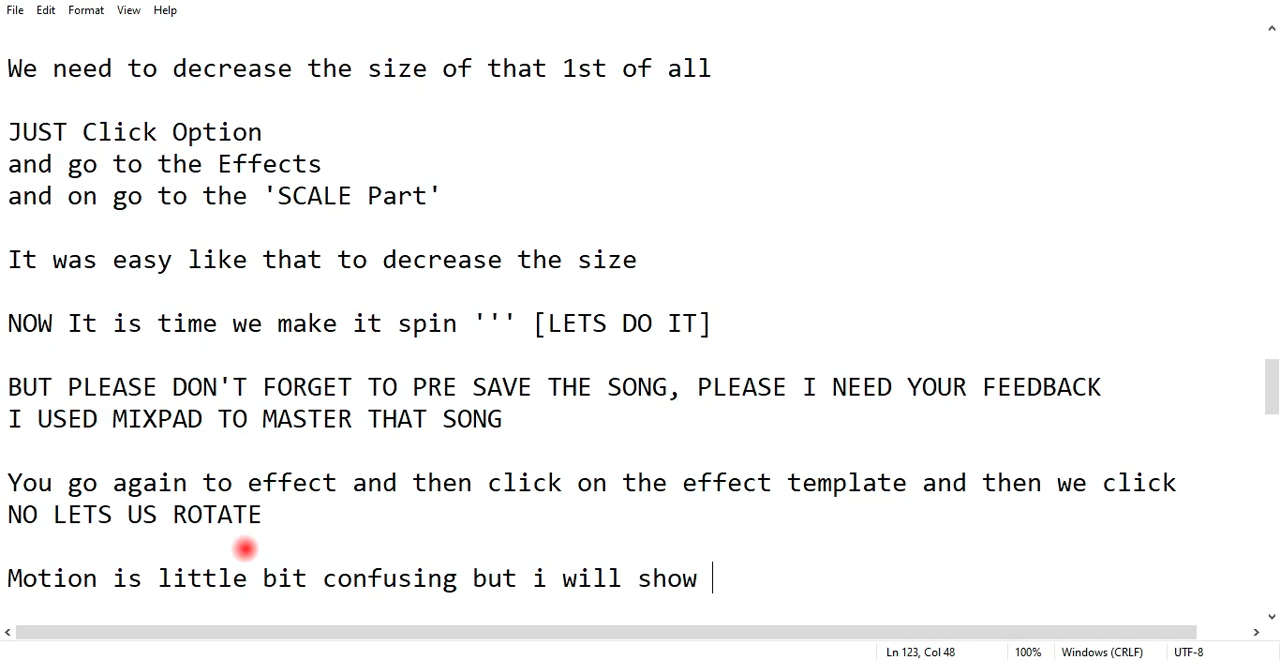 File Edit Format View Help
We need to decrease the size of that 1st of all
JUST Click Option
and go to the Effects
and on go to the 'SCALE Part'
It was easy like that to decrease the size
NOW It is time we make it spin ''' [LETS DO IT]
BUT PLEASE DON'T FORGET TO PRE SAVE THE SONG, PLEASE I NEED YOUR FEEDBACK
I USED MIXPAD TO MASTER THAT SONG
You go again to effect and then click on the effect template and then we click
NO LETS US ROTATE
Motion is little bit confusing but i will show
Ln 123, Col 48 100% Windows (CRLF) UTF-8